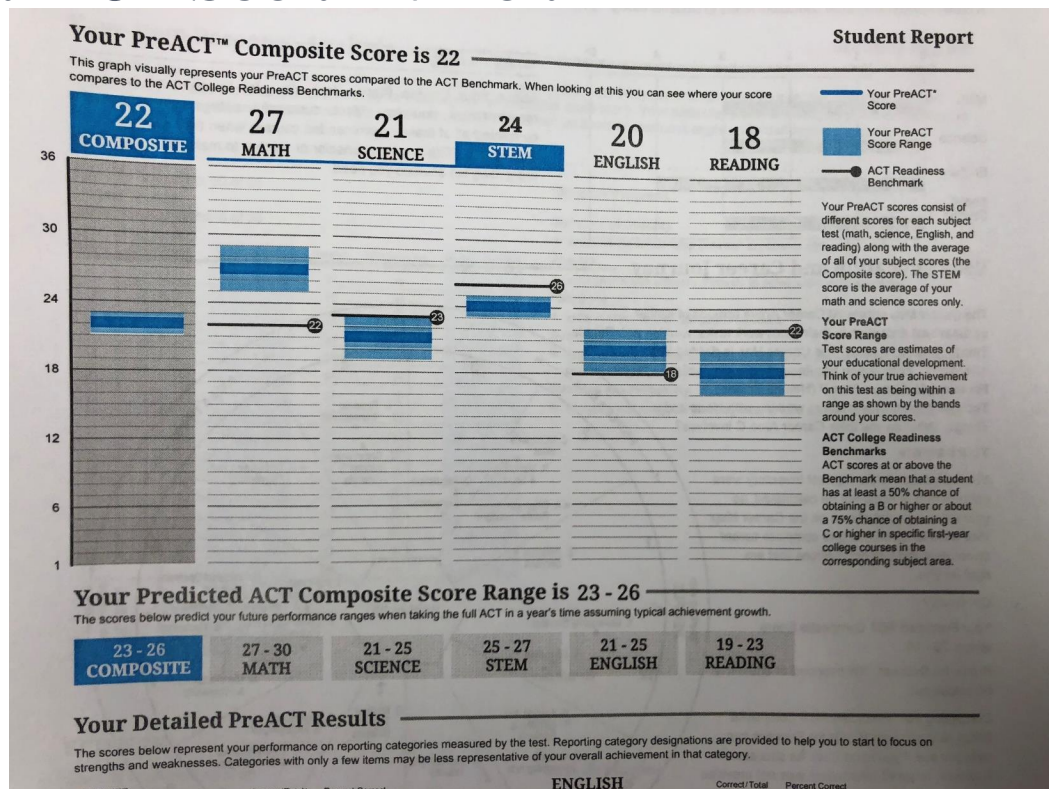 Your PreACT™ Composite Score is 22
Student Report
This graph visually represents your PreACT scores compared to the ACT Benchmark. When looking at this you can see where your score
compares to the ACT College Readiness Benchmarks.
22
COMPOSITE
27
MATH
21
SCIENCE
24
STEM
20
ENGLISH
18
READING
36
30
24
18
12
6
1
22
23
26
18
22
Your PreACT*
Score
Your PreACT
Score Range
ACT Readiness
Benchmark
Your PreACT scores consist of
different scores for each subject
test (math, science, English, and
reading) along with the average
of all of your subject scores (the
Composite score). The STEM
score is the average of your
math and science scores only.
Your PreACT
Score Range
Test scores are estimates of
your educational development.
Think of your true achievement
on this test as being within a
range as shown by the bands
around your scores.
ACT College Readiness
Benchmarks
ACT scores at or above the
Benchmark mean that a student
has at least a 50% chance of
obtaining a B or higher or about
a 75% chance of obtaining a
C or higher in specific first-year
college courses in the
corresponding subject area.
Your Predicted ACT Composite Score Range is 23 - 26
The scores below predict your future performance ranges when taking the full ACT in a year's time assuming typical achievement growth.
23 - 26
COMPOSITE
27 - 30
MATH
21 - 25
SCIENCE
25 - 27
STEM
21 - 25
ENGLISH
19 - 23
READING
Your Detailed PreACT Results
The scores below represent your performance on reporting categories measured by the test. Reporting category designations are provided to help you to start to focus on
strengths and weaknesses. Categories with only a few items may be less representative of your overall achievement in that category.
ENGLISH
Correct/Total Percent Correct